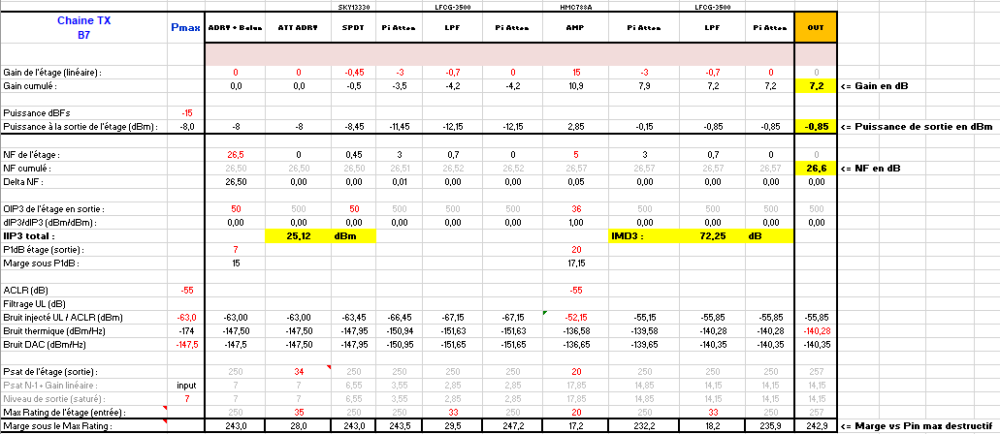 SKY13330 LFCG-3500 HMC788A LFCG-3500
Chaine TX
B7
Pmax ADRV + Balun ATT ADRV SPDT Pi Atten LPF Pi Atten AMP Pi Atten LPF Pi Atten OUT
Gain de l'étage (linéaire) : 0 0 -0,45 -3 -0,7 0 15 -3 -0,7 0 0
Gain cumulé : 0,0 0,0 -0,5 -3,5 -4,2 -4,2 10,9 7,9 7,2 7,2 7,2 <= Gain en dB
Puissance dBFs -15
Puissance à la sortie de l'étage (dBm) : -8,0 -8 -8 -8,45 -11,45 -12,15 -12,15 2,85 -0,15 -0,85 -0,85 -0,85 <= Puissance de sortie en dBm
NF de l'étage : 26,5 0 0,45 3 0,7 0 5 3 0,7 0 0
NF cumulé : 26,50 26,50 26,50 26,51 26,52 26,52 26,57 26,57 26,57 26,57 26,6 <= NF en dB
Delta NF : 26,50 0,00 0,00 0,01 0,00 0,00 0,05 0,00 0,00 0,00 0,00
OIP3 de l'étage en sortie : 50 500 50 500 500 500 36 500 500 500 500
dIP3/dIP3 (dBm/dBm) : 0,00 0,00 0,00 0,00 0,00 0,00 1,00 0,00 0,00 0,00 0,00
IIP3 total : 25,12 dBm IMD3 : 72,25 dB
P1dB étage (sortie) : 7 20
Marge sous P1dB : 15 17,15
ACLR (dB) -55 -55
Filtrage UL (dB)
Bruit injecté UL / ACLR (dBm) -63,0 -63,00 -63,00 -63,45 -66,45 -67,15 -67,15 -52,15 -55,15 -55,85 -55,85 -55,85
Bruit thermique (dBm/Hz) -174 -147,50 -147,50 -147,95 -150,94 -151,63 -151,63 -136,58 -139,58 -140,28 -140,28 -140,28
Bruit DAC (dBm/Hz) -147,5 -147,5 -147,50 -147,95 -150,95 -151,65 -151,65 -136,65 -139,65 -140,35 -140,35 -140,35
Psat de l'étage (sortie) : 250 34 250 250 250 250 20 250 250 250 257
Psat N-1 + Gain linéaire : input 7 7 6,55 3,55 2,85 2,85 17,85 14,85 14,15 14,15 14,15
Niveau de sortie (saturé) : 7 7 7 6,55 3,55 2,85 2,85 17,85 14,85 14,15 14,15 14,15
Max Rating de l'étage (entrée) : 250 35 250 250 33 250 20 250 33 250 257
Marge sous le Max Rating : 243,0 28,0 243,0 243,5 29,5 247,2 17,2 232,2 18,2 235,9 242,9 <= Marge vs Pin max destructif